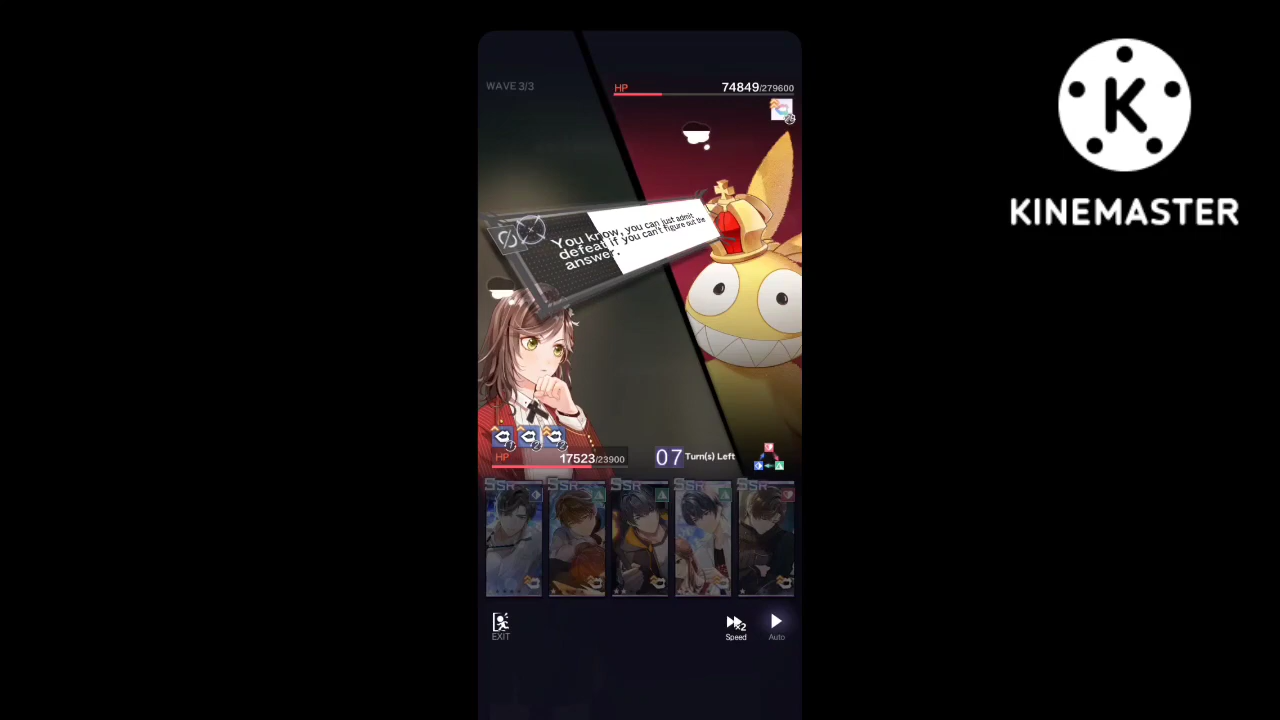 WAVE 3/3
HP 74849/279600
KINEMASTER
You know, you can just admit
defeat if you can't figure out the
answer.
HP 17523/23900
07 Turn(s) Left
SSR SSR SSR SSR SSR
x2
EXIT Speed Auto